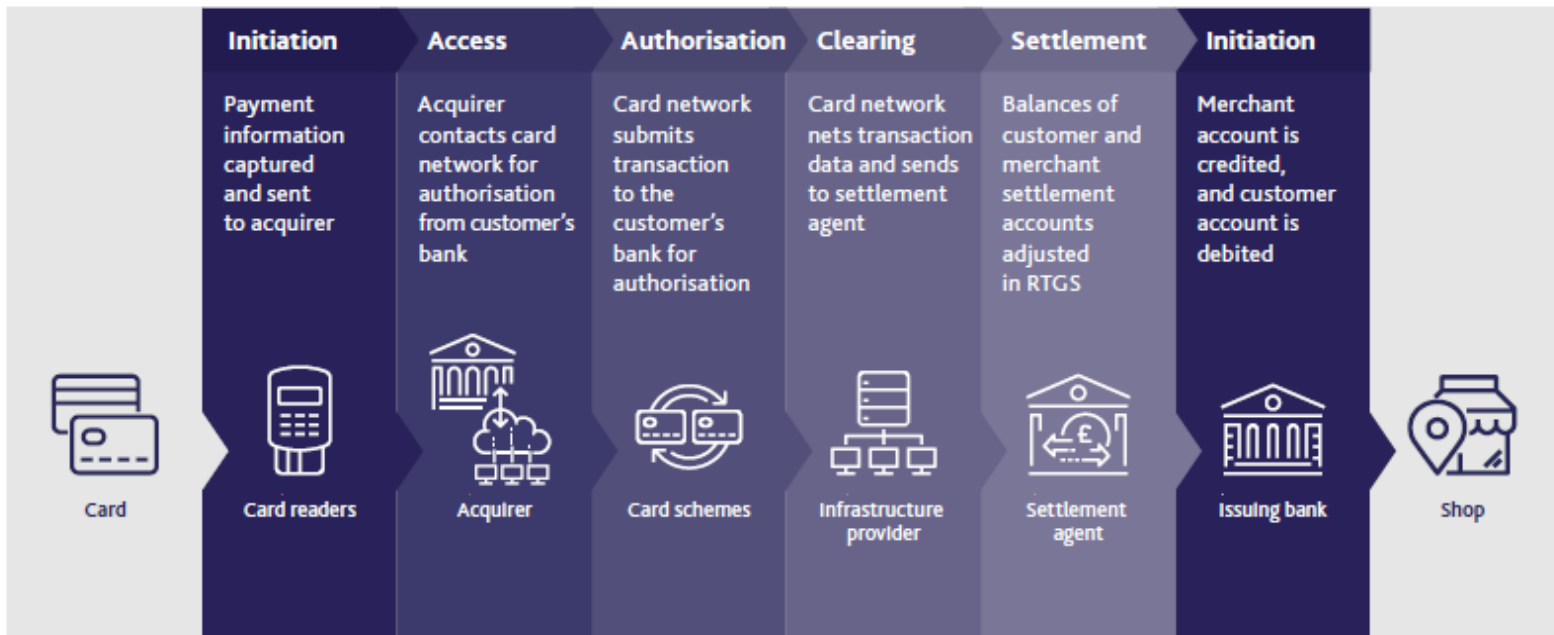 Initiation
Payment
information
captured
and sent
to acquirer
Card readers
Access
Acquirer
contacts card
network for
authorisation
from customer's
bank
Acquirer
Authorisation
Card network
submits
transaction
to the
customer's
bank for
authorisation
Card schemes
Clearing
Card network
nets transaction
data and sends
to settlement
agent
Infrastructure
provider
Settlement
Balances of
customer and
merchant
settlement
accounts
adjusted
in RTGS
£
Settlement
agent
Initiation
Merchant
account is
credited,
and customer
account is
debited
Issuing bank
Card
Shop